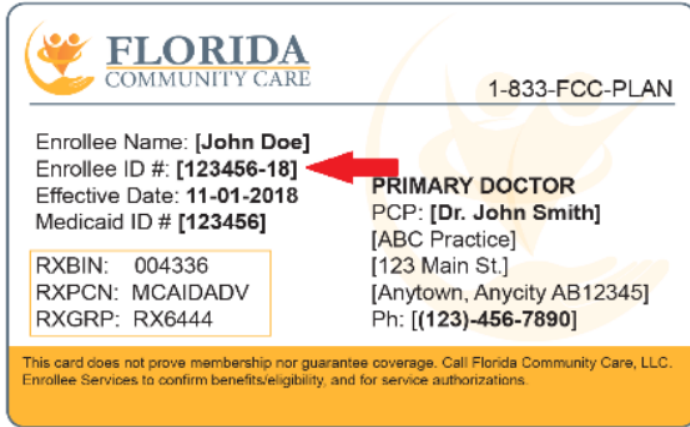 FLORIDA
COMMUNITY CARE
1-833-FCC-PLAN
Enrollee Name: [John Doe]
Enrollee ID #: [123456-18]
Effective Date: 11-01-2018
Medicaid ID # [123456]
RXBIN: 004336
RXPCN: MCAIDADV
RXGRP: RX6444
PRIMARY DOCTOR
PCP: [Dr. John Smith]
[ABC Practice]
[123 Main St.]
[Anytown, Anycity AB12345]
Ph: [(123)-456-7890]
This card does not prove membership nor guarantee coverage. Call Florida Community Care, LLC.
Enrollee Services to confirm benefits/eligibility, and for service authorizations.